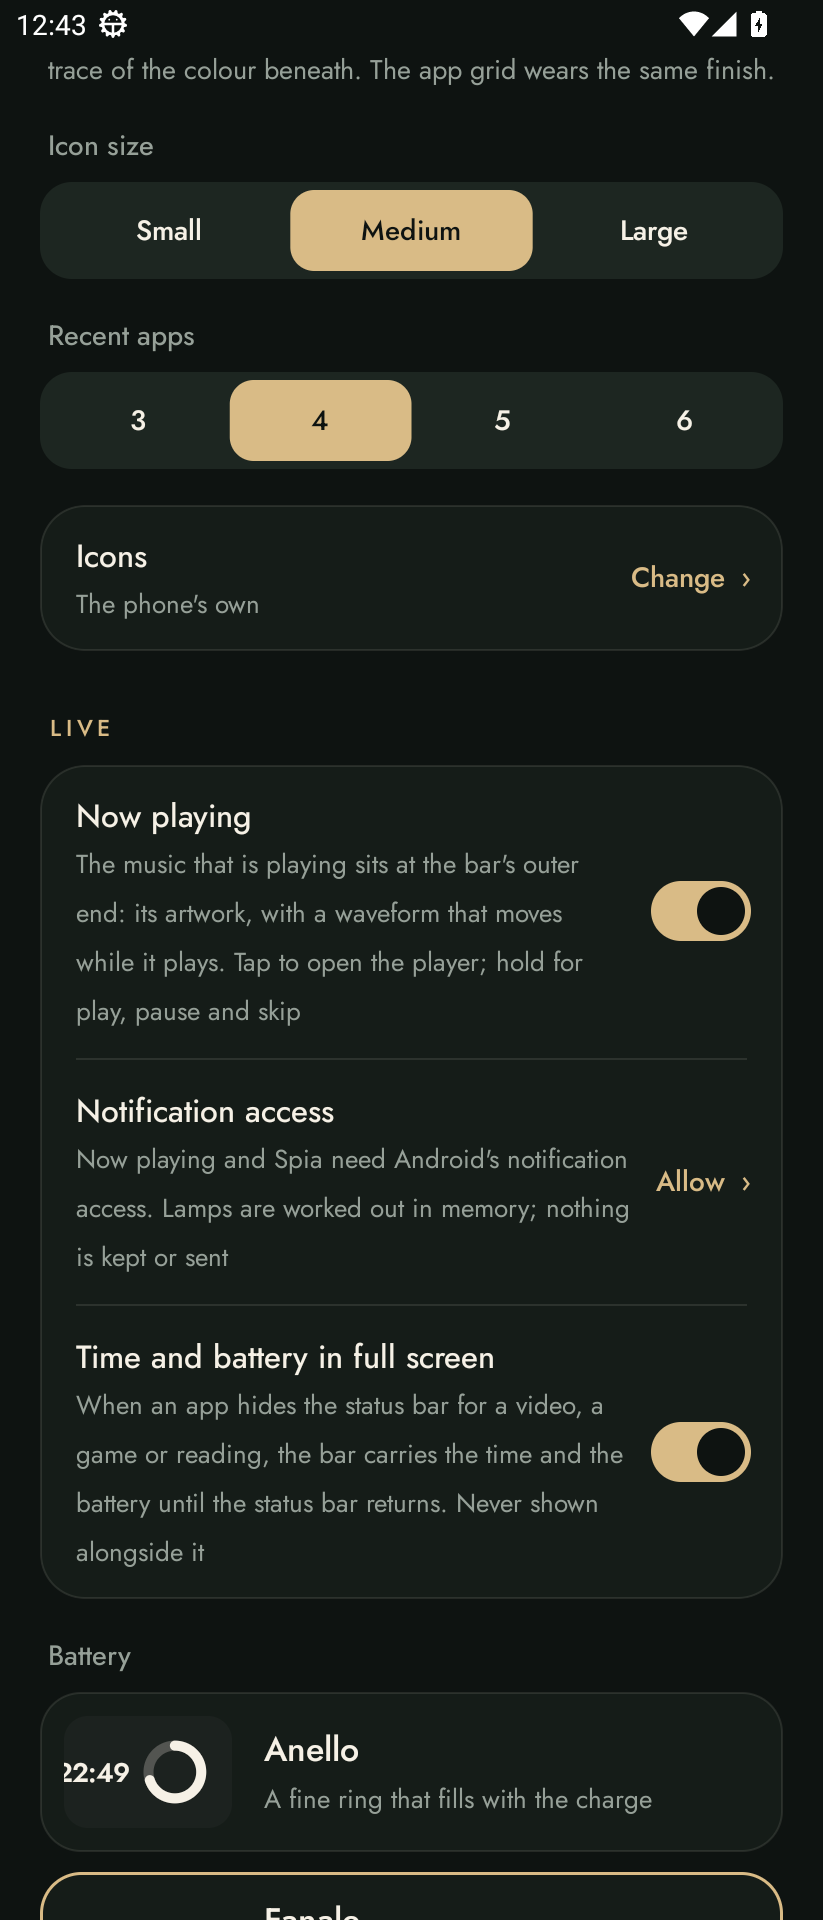 12:43
trace of the colour beneath. The app grid wears the same finish.
Icon size
Small Medium Large
Recent apps
3 4 5 6
Icons
The phone's own
Change ›
LIVE
Now playing
The music that is playing sits at the bar's outer
end: its artwork, with a waveform that moves
while it plays. Tap to open the player; hold for
play, pause and skip
Notification access
Now playing and Spia need Android's notification
access. Lamps are worked out in memory; nothing
is kept or sent
Allow ›
Time and battery in full screen
When an app hides the status bar for a video, a
game or reading, the bar carries the time and the
battery until the status bar returns. Never shown
alongside it
Battery
22:49
Anello
A fine ring that fills with the charge